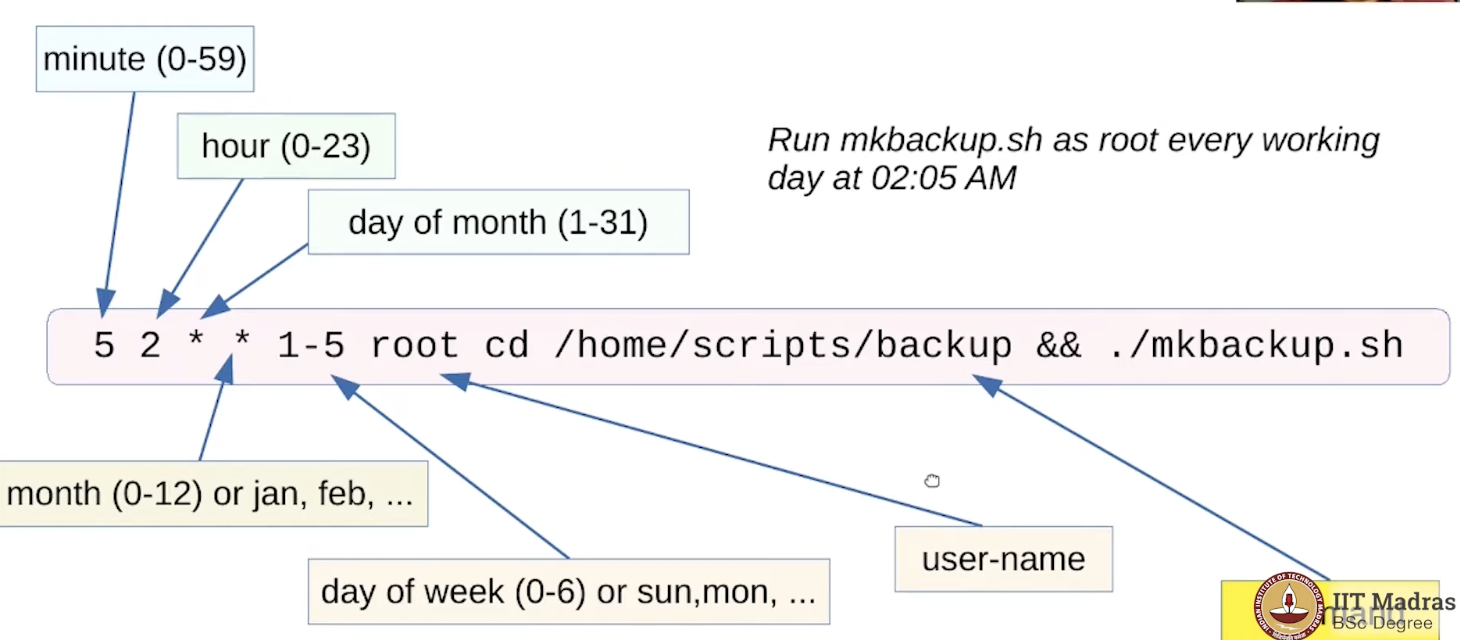 minute (0-59)
hour (0-23)
Run mkbackup.sh as root every working
day at 02:05 AM
day of month (1-31)
5 2 * * 1-5 root cd /home/scripts/backup && ./mkbackup.sh
month (0-12) or jan, feb, ...
user-name
day of week (0-6) or sun,mon, ...
IIT Madras
BSc Degree